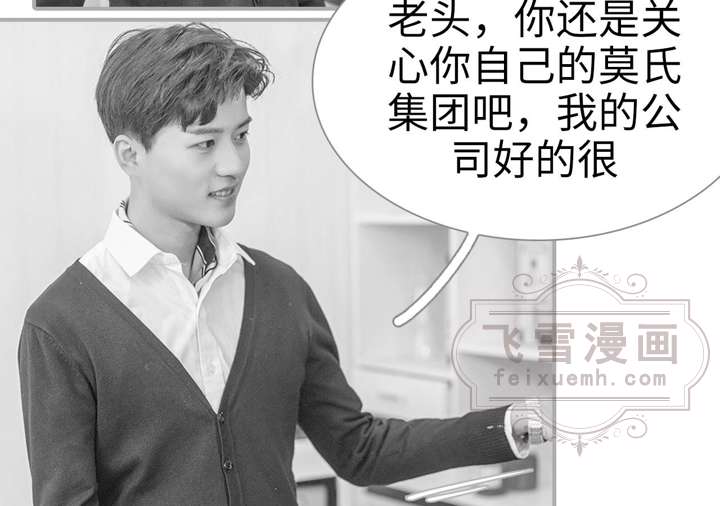 老头，你还是关
心你自己的莫氏
集团吧，我的公
司好的很
飞雪漫画
feixuemh.com